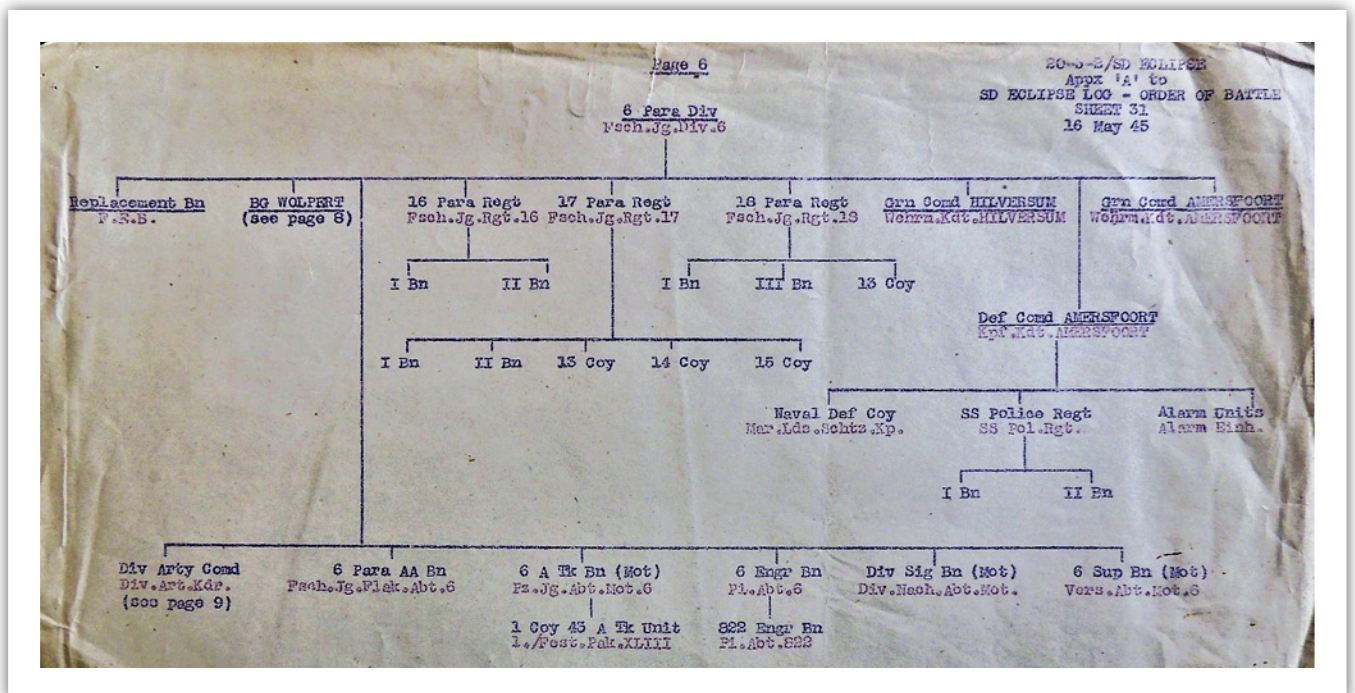 Page 6
20-5-2/SD ECLIPSE
Appx 'A' to
SD ECLIPSE LOG - ORDER OF BATTLE
SHEET 31
16 May 45
6 Para Div
Fsch.Jg.Div.6
Replacement Bn
F.E.B.
BG WOLPERT
(see page 8)
16 Para Regt
Fsch.Jg.Rgt.16
17 Para Regt
Fsch.Jg.Rgt.17
18 Para Regt
Fsch.Jg.Rgt.18
Grn Comd HILVERSUM
Wehrm.Kdt.HILVERSUM
Grn Comd AMERSFOORT
Wehrm.Kdt.AMERSFOORT
I Bn
II Bn
I Bn
III Bn
13 Coy
Def Comd AMERSFOORT
Kpf.Kdt.AMERSFOORT
I Bn
II Bn
13 Coy
14 Coy
15 Coy
Naval Def Coy
Mar.Lds.Schtz.Kp.
SS Police Regt
SS Pol.Rgt.
Alarm Units
Alarm Einh.
I Bn
II Bn
Div Arty Comd
Div.Art.Kdr.
(see page 9)
6 Para AA Bn
Fsch.Jg.Flak.Abt.6
6 A Tk Bn (Mot)
Pz.Jg.Abt.Mot.6
6 Engr Bn
Pi.Abt.6
Div Sig Bn (Mot)
Div.Nach.Abt.Mot.
6 Sup Bn (Mot)
Vers.Abt.Mot.6
1 Coy 43 A Tk Unit
1./Fest.Pak.XLIII
822 Engr Bn
Pi.Abt.822